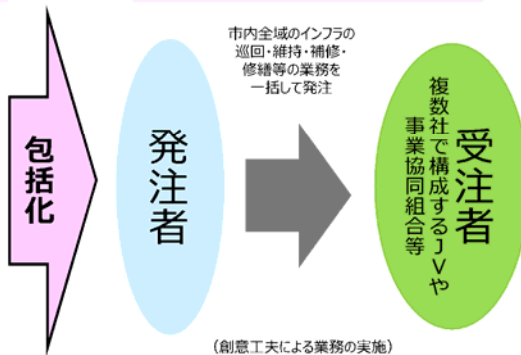 市内全域のインフラの
巡回・維持・補修・
修繕等の業務を
一括して発注
包括化
発注者
受注者
複数社で構成するJVや
事業協同組合等
(創意工夫による業務の実施)